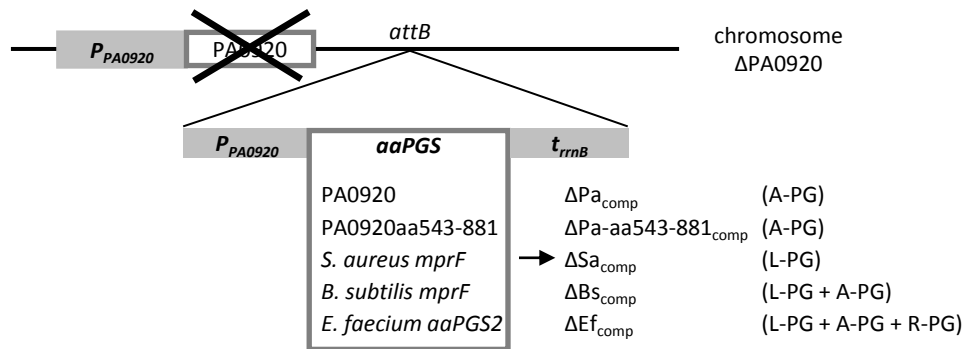 P_PA0920 PA0920 attB chromosome
ΔPA0920
P_PA0920 aaPGS t_rrnB
PA0920 ΔPa_comp (A-PG)
PA0920aa543-881 ΔPa-aa543-881_comp (A-PG)
S. aureus mprF ΔSa_comp (L-PG)
B. subtilis mprF ΔBs_comp (L-PG + A-PG)
E. faecium aaPGS2 ΔEf_comp (L-PG + A-PG + R-PG)